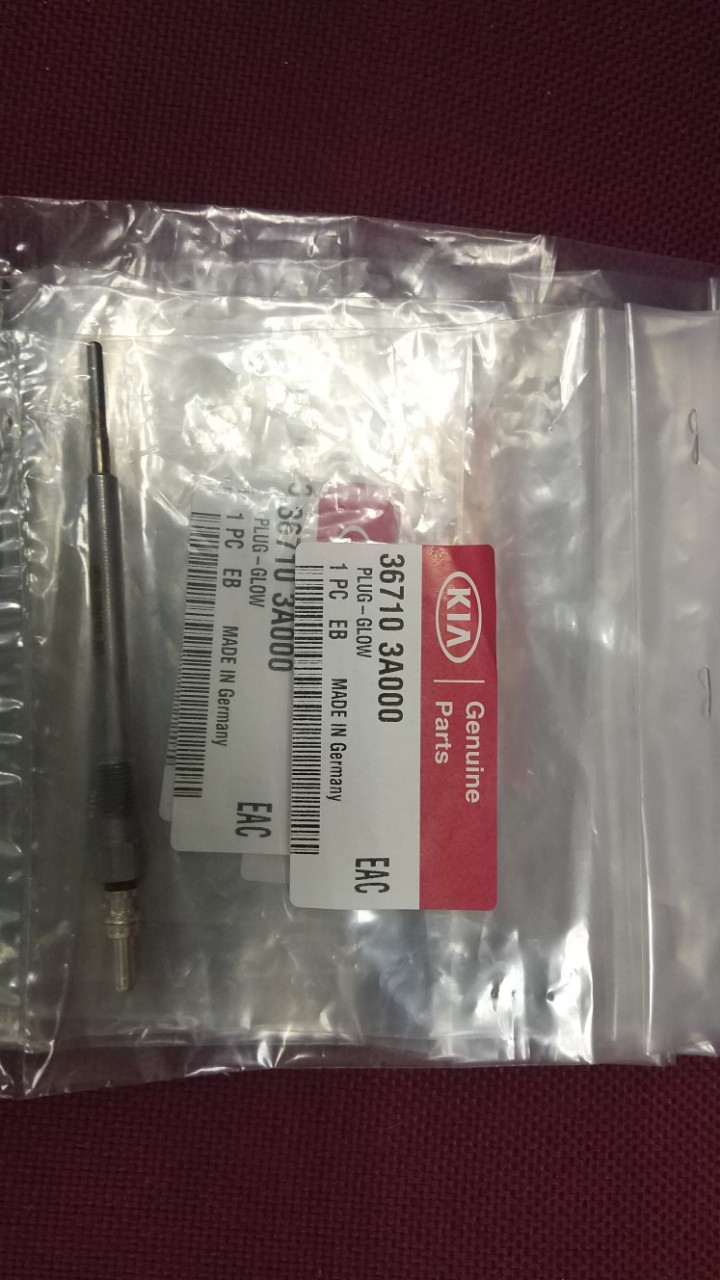 KIA
Genuine
Parts
36710 3A000
PLUG-GLOW
1 PC EB
MADE IN Germany
EAC
36710 3A000
PLUG-GLOW
1 PC EB
MADE IN Germany
EAC